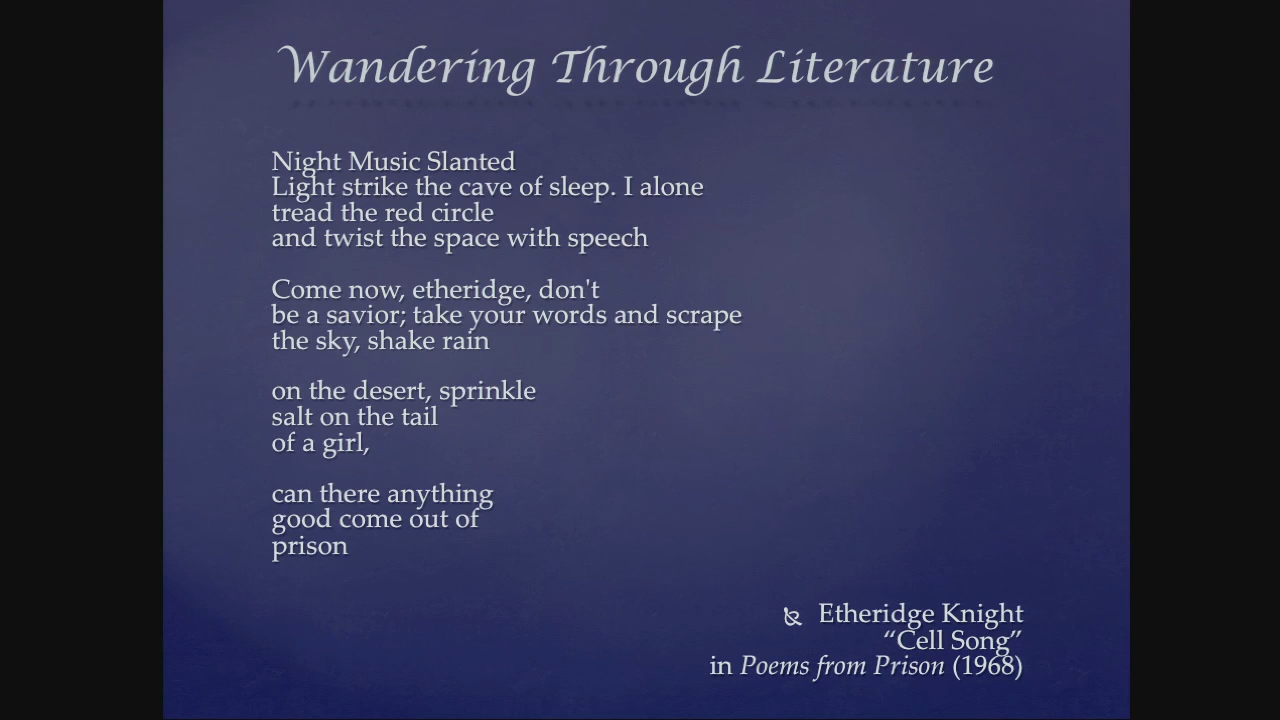 Wandering Through Literature
Night Music Slanted
Light strike the cave of sleep. I alone
tread the red circle
and twist the space with speech
Come now, etheridge, don't
be a savior; take your words and scrape
the sky, shake rain
on the desert, sprinkle
salt on the tail
of a girl,
can there anything
good come out of
prison
Etheridge Knight
“Cell Song”
in Poems from Prison (1968)